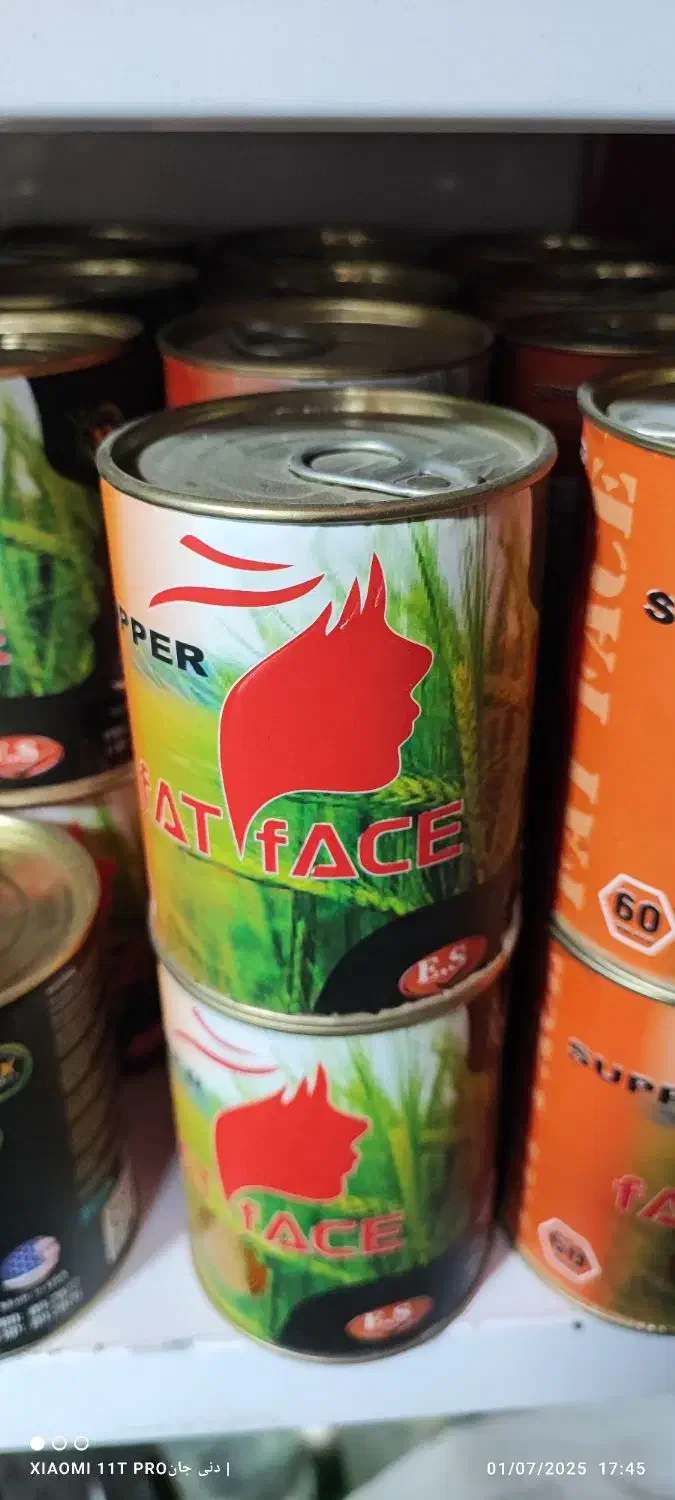 PPER
fAT fACE
E.S
FAT FACE
60
fACE
E.S
E.S
SUPP
fA
60
XIAOMI 11T PRO دنی جان |
01/07/2025 17:45